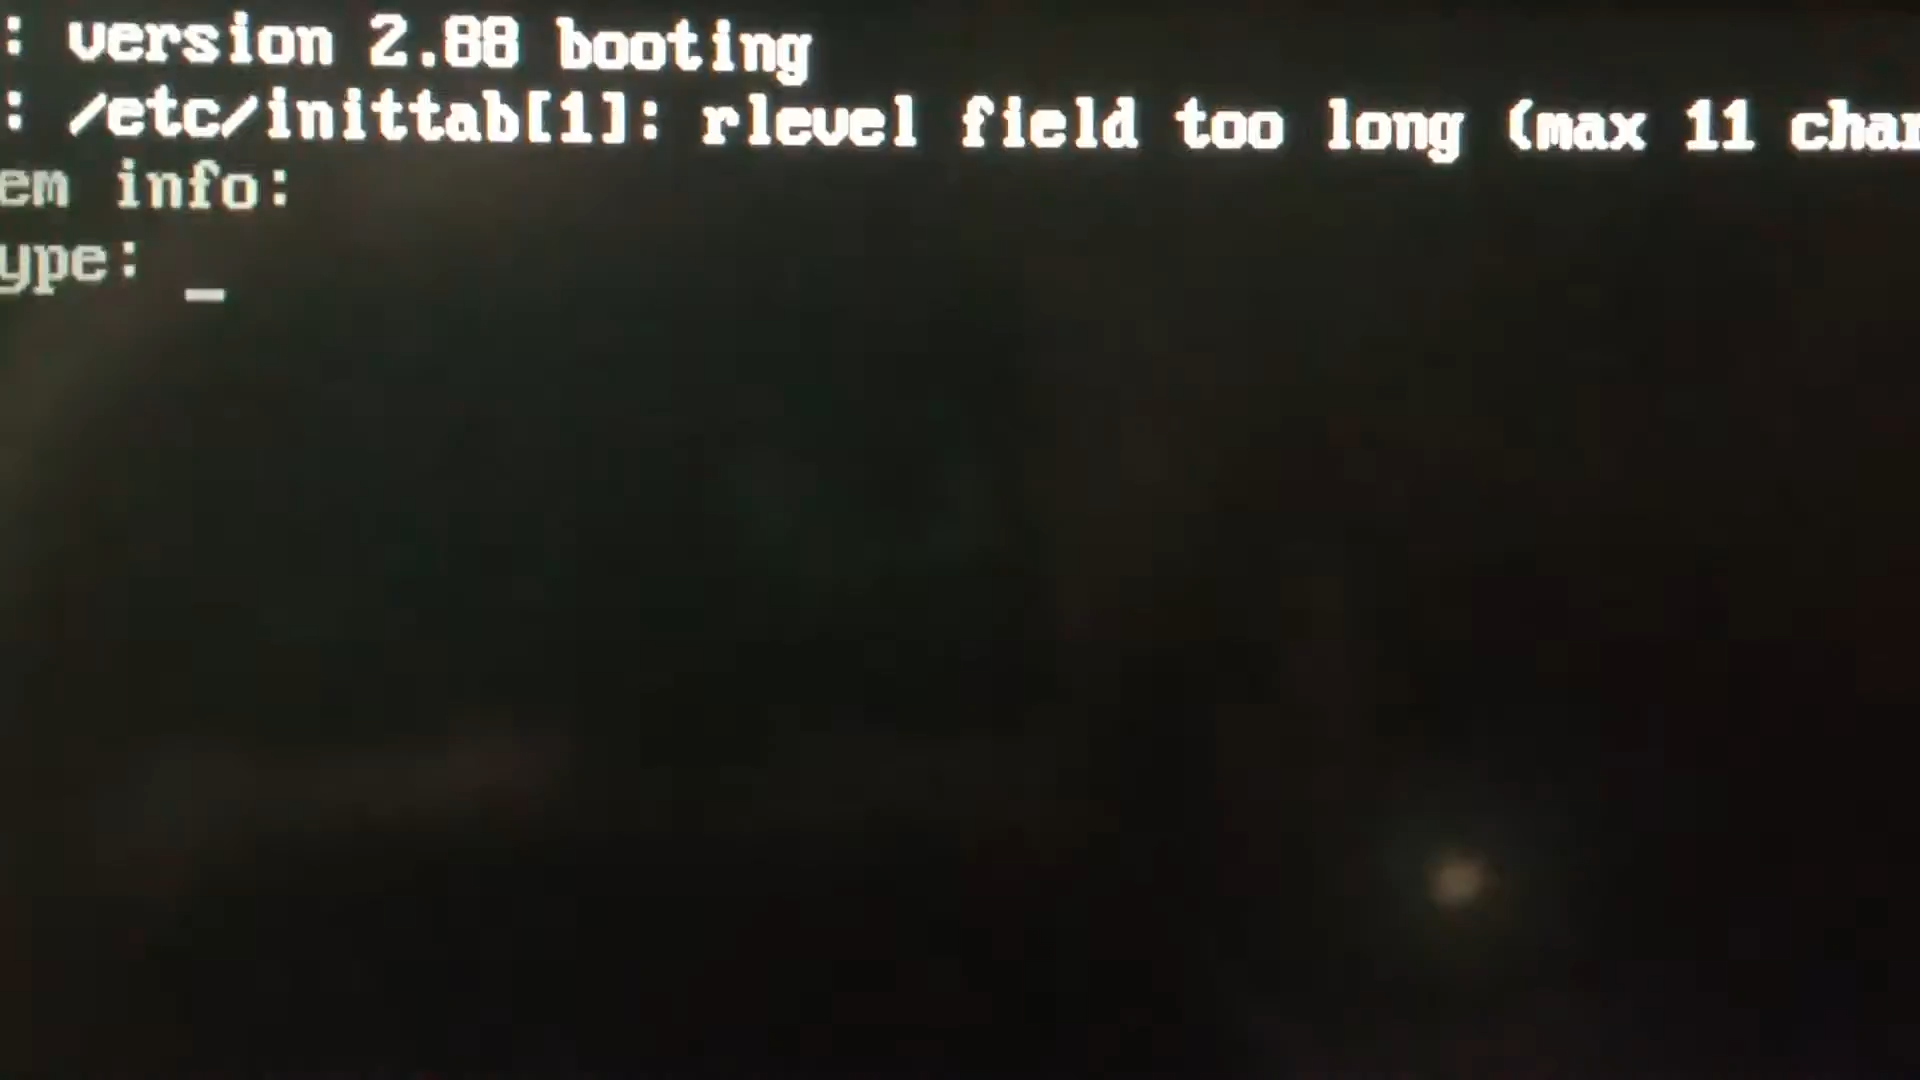 : version 2.88 booting
: /etc/inittab[1]: rlevel field too long (max 11 char
em info:
ype: _